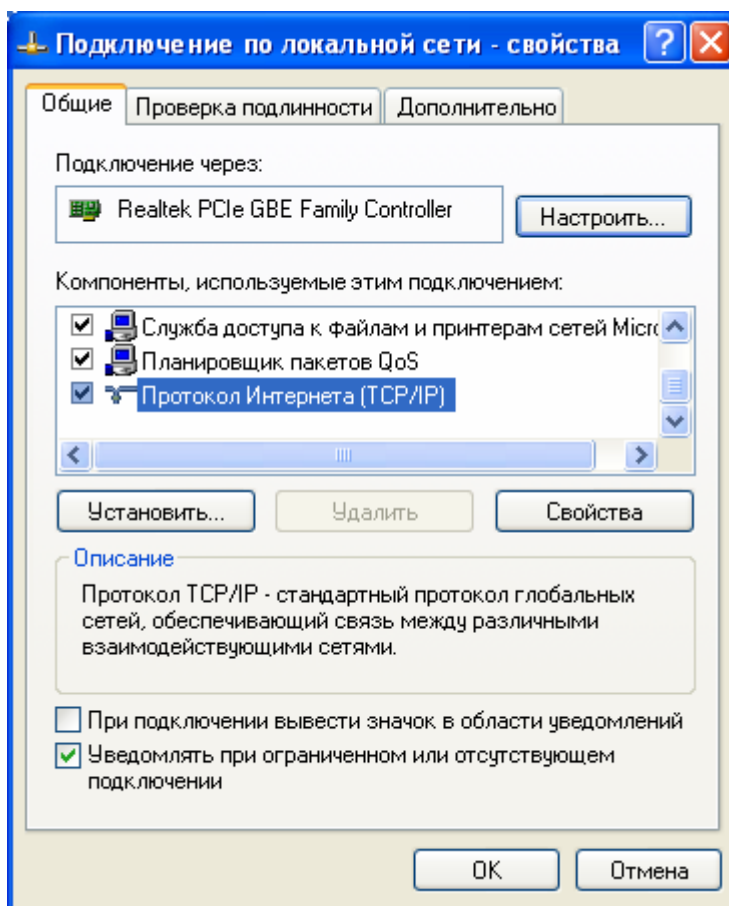 Подключение по локальной сети - свойства
Общие Проверка подлинности Дополнительно
Подключение через:
Realtek PCIe GBE Family Controller Настроить...
Компоненты, используемые этим подключением:
Служба доступа к файлам и принтерам сетей Micro
Планировщик пакетов QoS
Протокол Интернета (TCP/IP)
Установить... Удалить Свойства
Описание
Протокол TCP/IP - стандартный протокол глобальных
сетей, обеспечивающий связь между различными
взаимодействующими сетями.
При подключении вывести значок в области уведомлений
Уведомлять при ограниченном или отсутствующем
подключении
OK Отмена